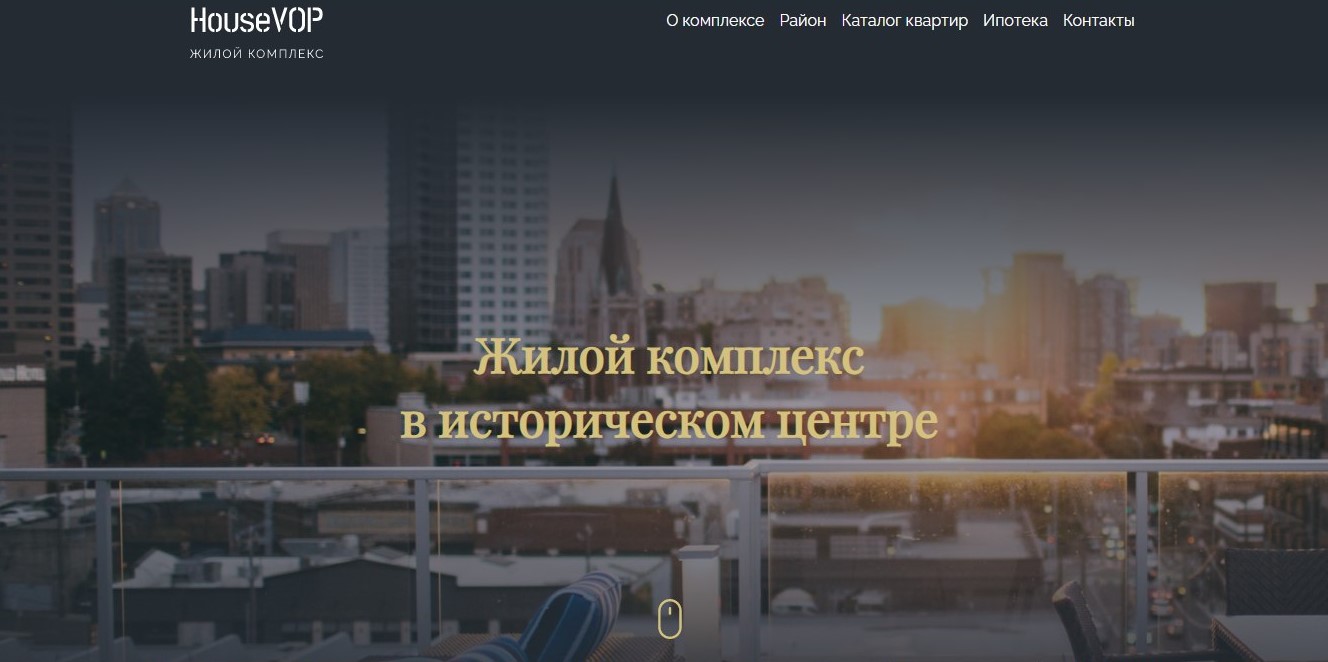 HouseVOP
ЖИЛОЙ КОМПЛЕКС
О комплексе Район Каталог квартир Ипотека Контакты
Жилой комплекс
в историческом центре